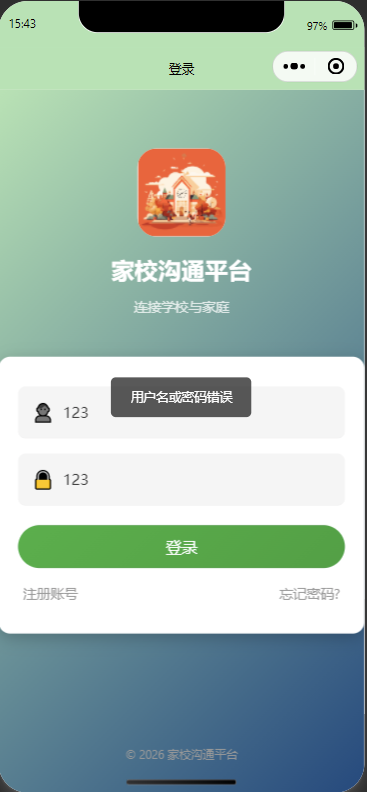 15:43
97%
登录
家校沟通平台
连接学校与家庭
用户名或密码错误
123
123
登录
注册账号
忘记密码?
© 2026 家校沟通平台